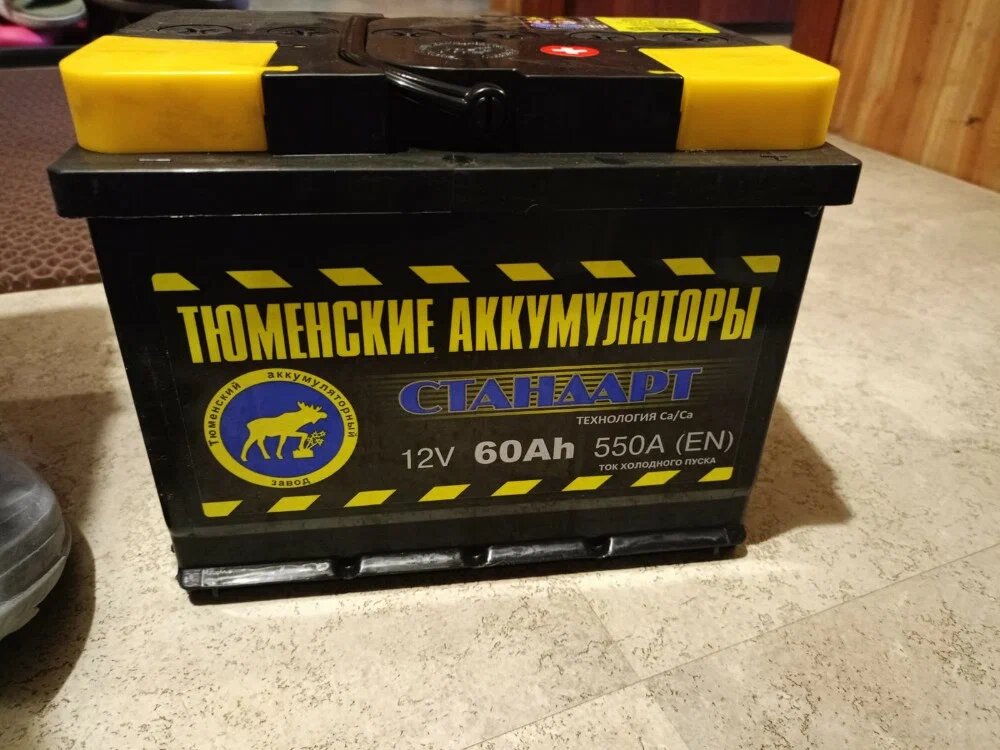 ТЮМЕНСКИЕ АККУМУЛЯТОРЫ
СТАНДАРТ
ТЕХНОЛОГИЯ Ca/Ca
Тюменский аккумуляторный
завод
12V 60Ah 550A (EN)
ТОК ХОЛОДНОГО ПУСКА